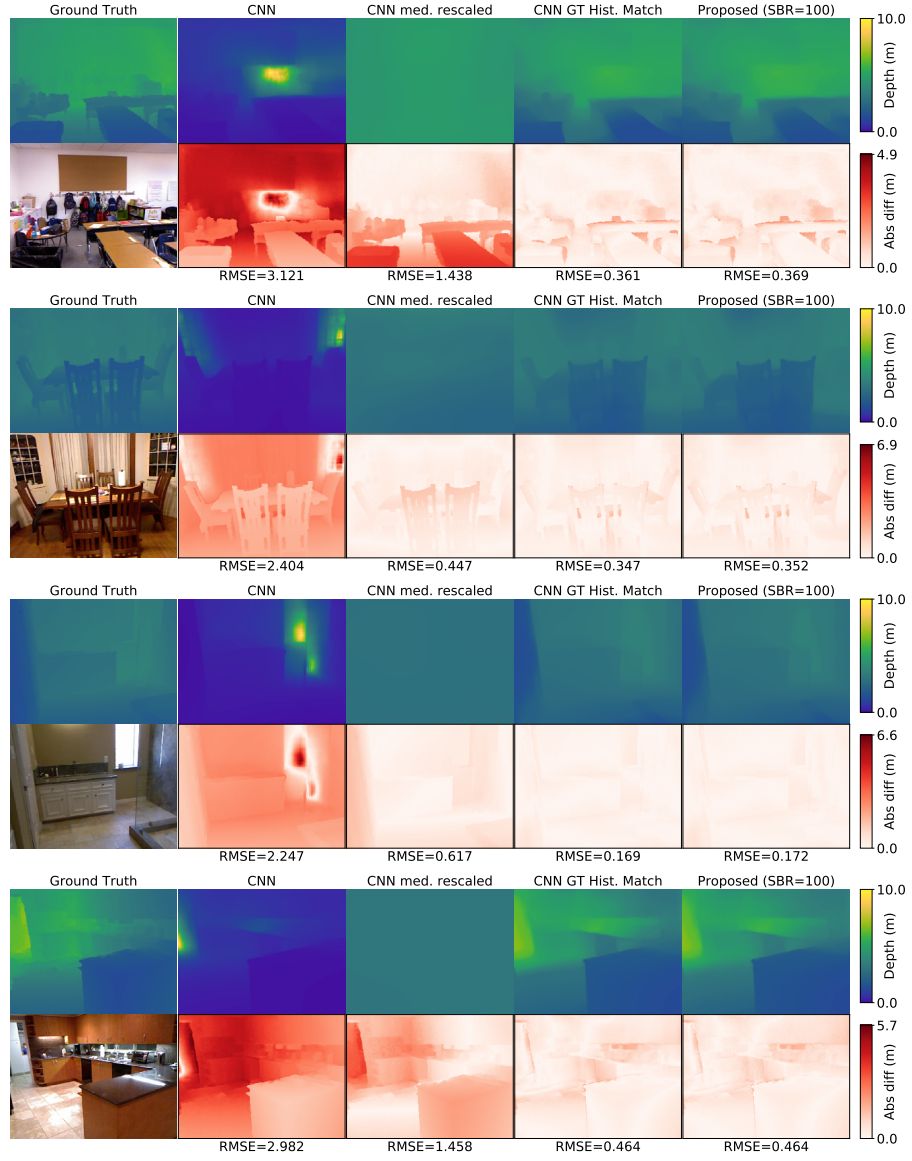 Ground Truth CNN CNN med. rescaled CNN GT Hist. Match Proposed (SBR=100)
10.0
Depth (m)
0.0
4.9
Abs diff (m)
0.0
RMSE=3.121 RMSE=1.438 RMSE=0.361 RMSE=0.369
Ground Truth CNN CNN med. rescaled CNN GT Hist. Match Proposed (SBR=100)
10.0
Depth (m)
0.0
6.9
Abs diff (m)
0.0
RMSE=2.404 RMSE=0.447 RMSE=0.347 RMSE=0.352
Ground Truth CNN CNN med. rescaled CNN GT Hist. Match Proposed (SBR=100)
10.0
Depth (m)
0.0
6.6
Abs diff (m)
0.0
RMSE=2.247 RMSE=0.617 RMSE=0.169 RMSE=0.172
Ground Truth CNN CNN med. rescaled CNN GT Hist. Match Proposed (SBR=100)
10.0
Depth (m)
0.0
5.7
Abs diff (m)
0.0
RMSE=2.982 RMSE=1.458 RMSE=0.464 RMSE=0.464